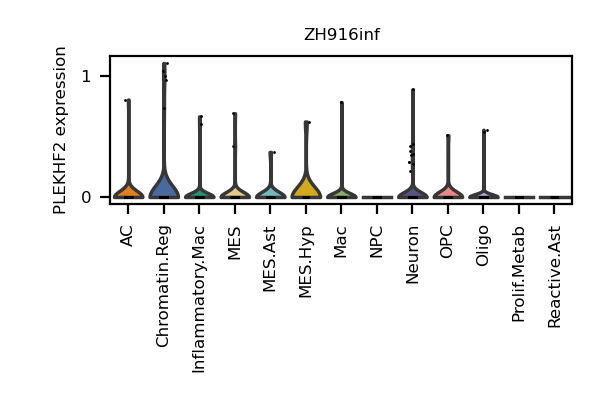 ZH916inf
PLEKHF2 expression
1
0
AC
Chromatin.Reg
Inflammatory.Mac
MES
MES.Ast
MES.Hyp
Mac
NPC
Neuron
OPC
Oligo
Prolif.Metab
Reactive.Ast